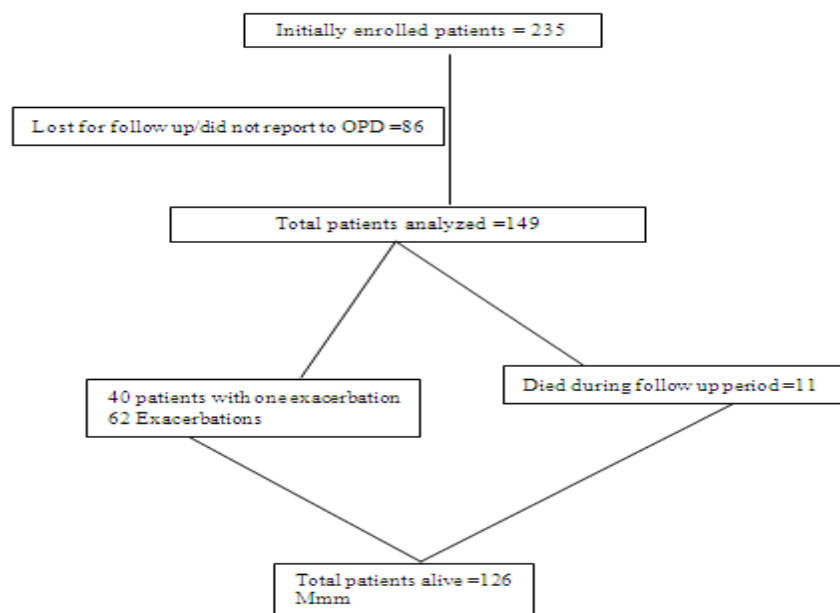 Initially enrolled patients = 235
Lost for follow up/did not report to OPD =86
Total patients analyzed =149
40 patients with one exacerbation
62 Exacerbations
Died during follow up period =11
Total patients alive =126
Mmm